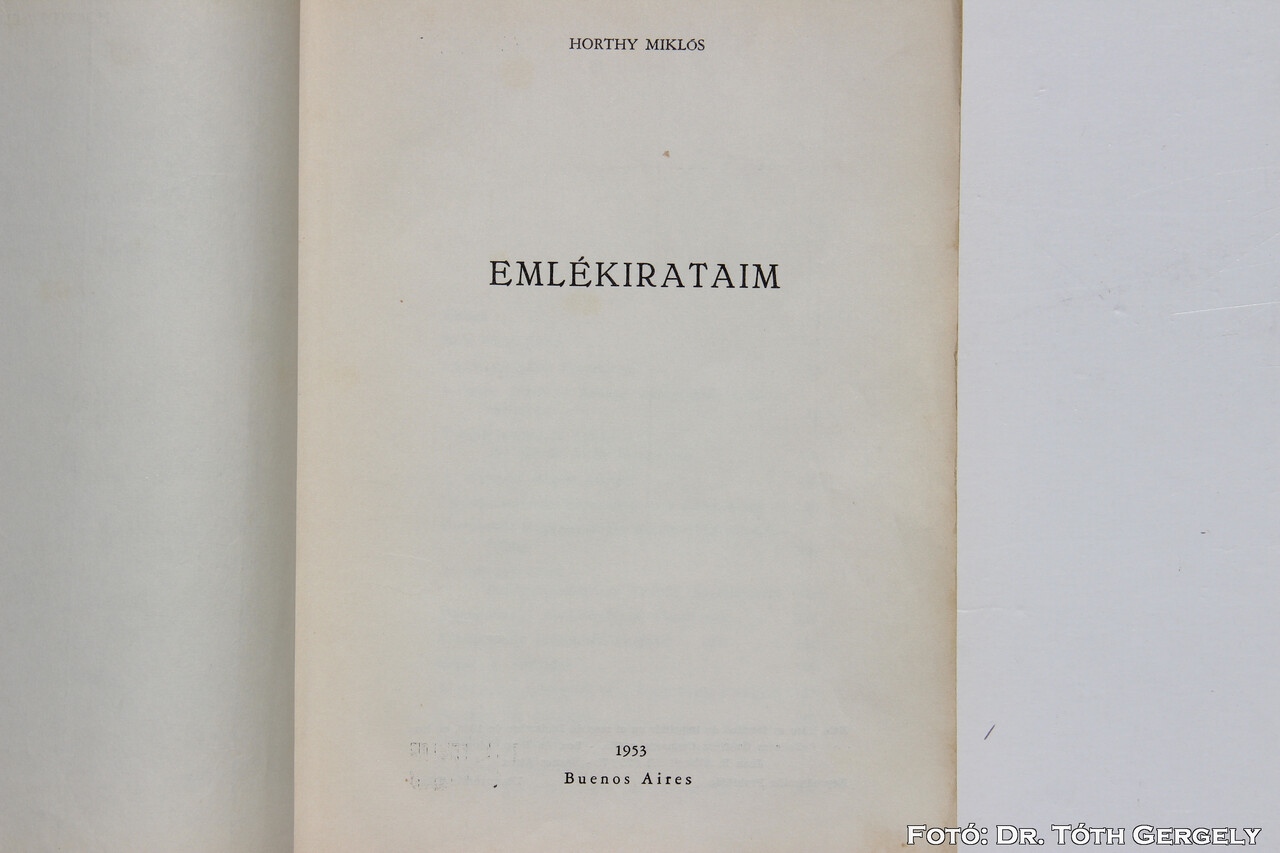 HORTHY MIKLÓS
EMLÉKIRATAIM
1953
Buenos Aires
Fotó: Dr. Tóth Gergely